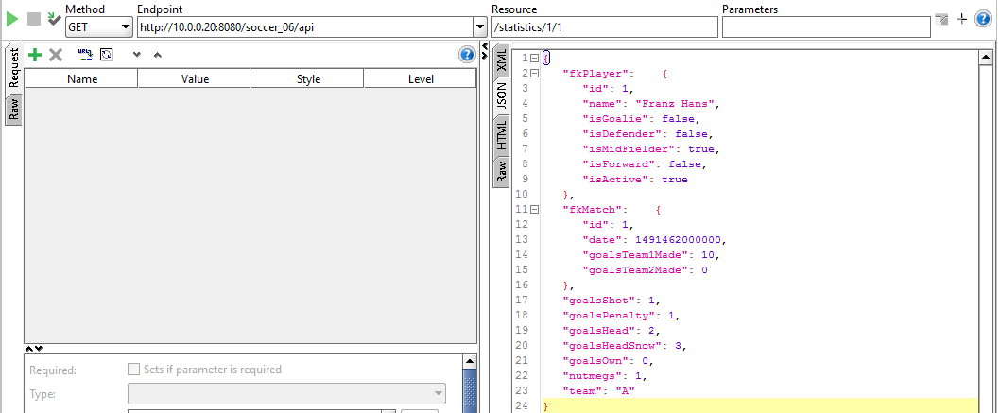 Method Endpoint Resource Parameters
GET http://10.0.0.20:8080/soccer_06/api /statistics/1/1
Request
Raw
Name Value Style Level
Required: Sets if parameter is required
Type:
XML
JSON
HTML
Raw
1 {
2 "fkPlayer": {
3 "id": 1,
4 "name": "Franz Hans",
5 "isGoalie": false,
6 "isDefender": false,
7 "isMidFielder": true,
8 "isForward": false,
9 "isActive": true
10 },
11 "fkMatch": {
12 "id": 1,
13 "date": 1491462000000,
14 "goalsTeam1Made": 10,
15 "goalsTeam2Made": 0
16 },
17 "goalsShot": 1,
18 "goalsPenalty": 1,
19 "goalsHead": 2,
20 "goalsHeadSnow": 3,
21 "goalsOwn": 0,
22 "nutmegs": 1,
23 "team": "A"
24 }